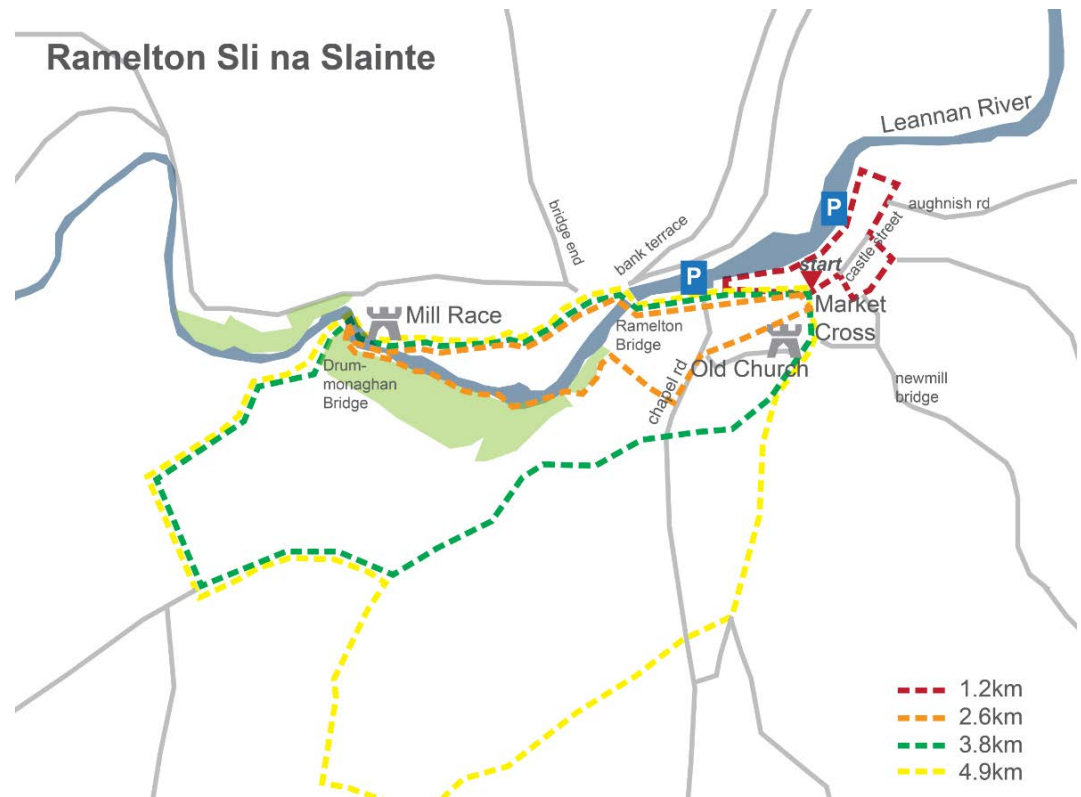 Ramelton Sli na Slainte
Leannan River
P
aughnish rd
bridge end
bank terrace
castle street
start
P
Market
Cross
Mill Race
Ramelton
Bridge
Old Church
Drum-
monaghan
Bridge
chapel rd
newmill
bridge
1.2km
2.6km
3.8km
4.9km